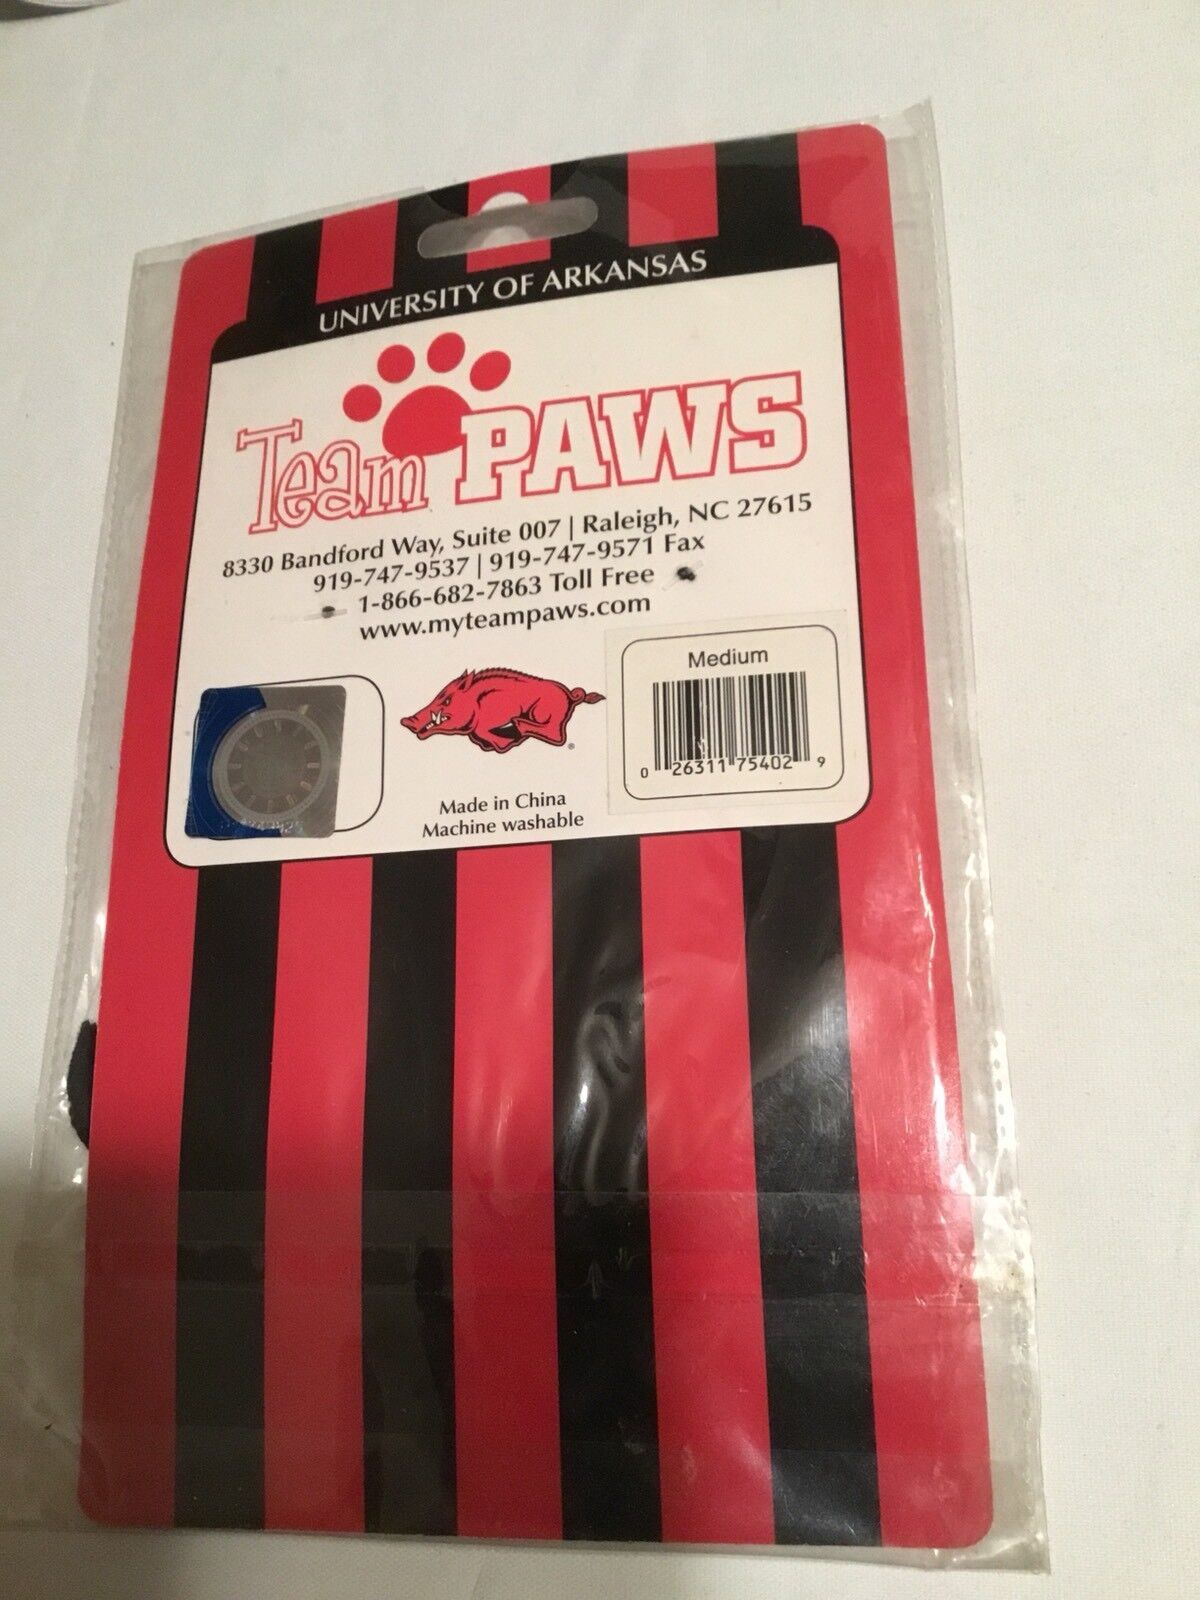 UNIVERSITY OF ARKANSAS
Team PAWS
8330 Bandford Way, Suite 007 | Raleigh, NC 27615
919-747-9537 | 919-747-9571 Fax
1-866-682-7863 Toll Free
www.myteampaws.com
Medium
0 26311 75402 9
®
Made in China
Machine washable